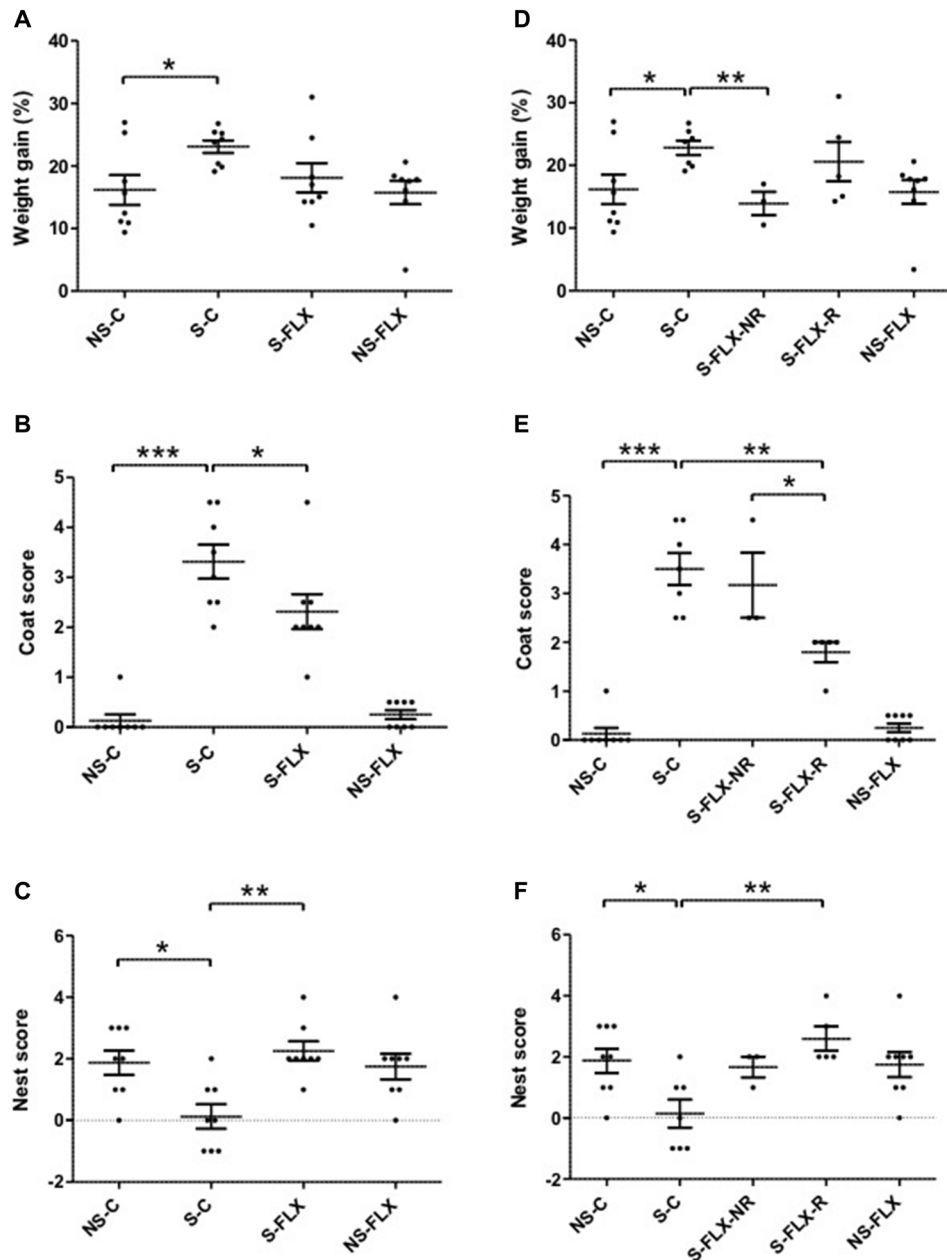 A
Weight gain (%)
40
30
20
10
0
*
NS-C
S-C
S-FLX
NS-FLX
D
Weight gain (%)
40
30
20
10
0
*
**
NS-C
S-C
S-FLX-NR
S-FLX-R
NS-FLX
B
Coat score
5
4
3
2
1
0
***
*
NS-C
S-C
S-FLX
NS-FLX
E
Coat score
5
4
3
2
1
0
***
**
*
NS-C
S-C
S-FLX-NR
S-FLX-R
NS-FLX
C
Nest score
6
4
2
0
-2
*
**
NS-C
S-C
S-FLX
NS-FLX
F
Nest score
6
4
2
0
-2
*
**
NS-C
S-C
S-FLX-NR
S-FLX-R
NS-FLX